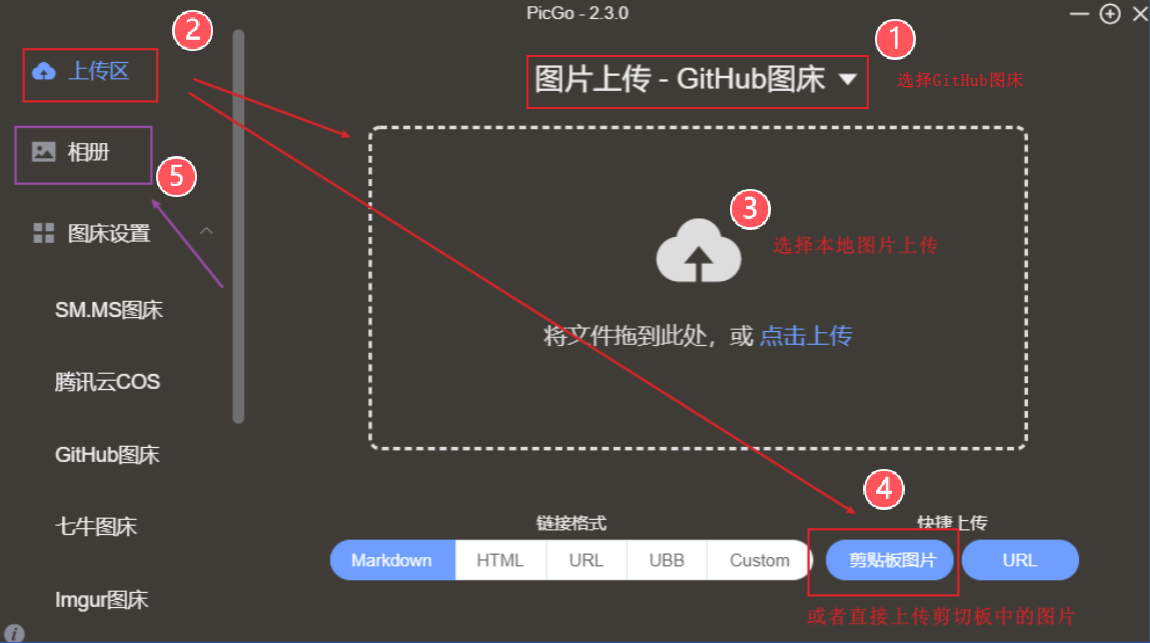 PicGo - 2.3.0
2
1
上传区
图片上传 - GitHub图床
选择GitHub图床
相册
5
3
图床设置
选择本地图片上传
SM.MS图床
将文件拖到此处，或 点击上传
腾讯云COS
GitHub图床
4
七牛图床
链接格式
快捷上传
Markdown
HTML
URL
UBB
Custom
剪贴板图片
URL
Imgur图床
或者直接上传剪切板中的图片